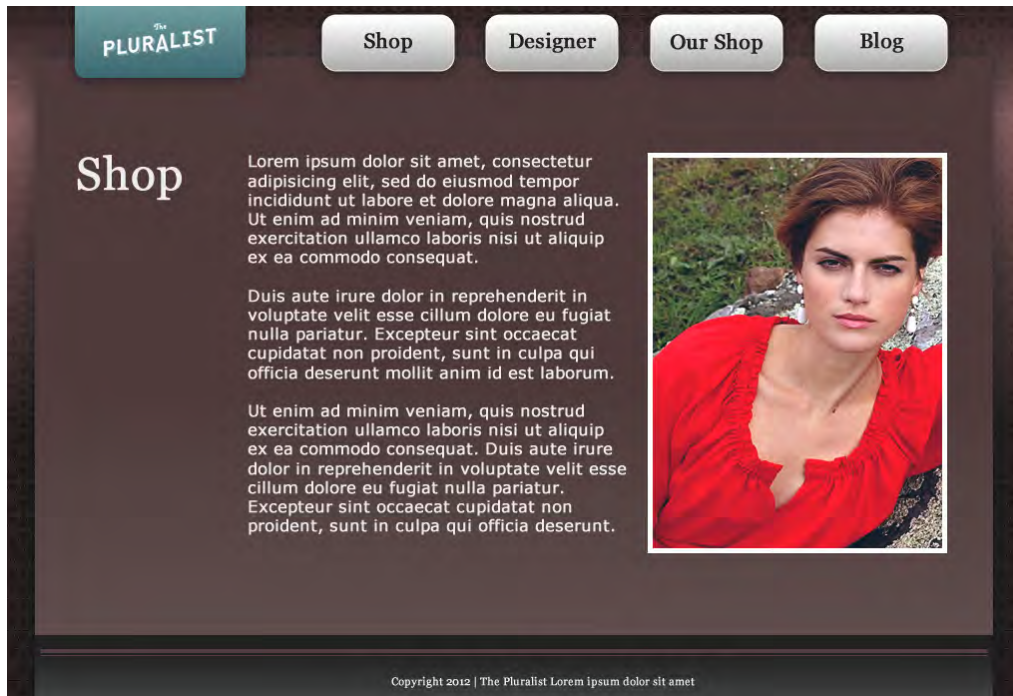 The
PLURALIST
Shop
Designer
Our Shop
Blog
Shop
Lorem ipsum dolor sit amet, consectetur
adipisicing elit, sed do eiusmod tempor
incididunt ut labore et dolore magna aliqua.
Ut enim ad minim veniam, quis nostrud
exercitation ullamco laboris nisi ut aliquip
ex ea commodo consequat.
Duis aute irure dolor in reprehenderit in
voluptate velit esse cillum dolore eu fugiat
nulla pariatur. Excepteur sint occaecat
cupidatat non proident, sunt in culpa qui
officia deserunt mollit anim id est laborum.
Ut enim ad minim veniam, quis nostrud
exercitation ullamco laboris nisi ut aliquip
ex ea commodo consequat. Duis aute irure
dolor in reprehenderit in voluptate velit esse
cillum dolore eu fugiat nulla pariatur.
Excepteur sint occaecat cupidatat non
proident, sunt in culpa qui officia deserunt.
Copyright 2012 | The Pluralist Lorem ipsum dolor sit amet